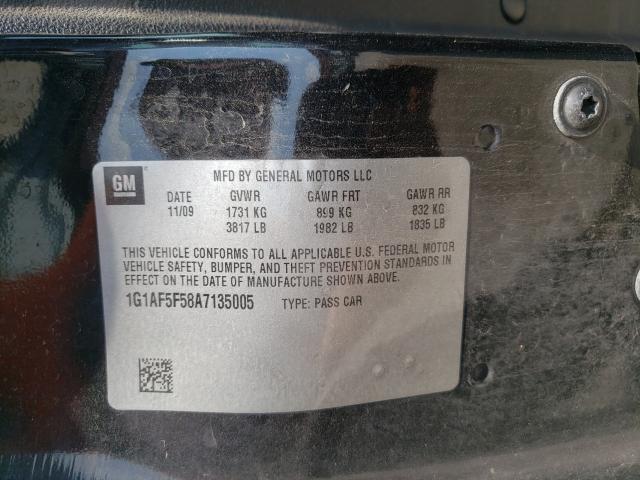 MFD BY GENERAL MOTORS LLC
GM
DATE GVWR GAWR FRT GAWR RR
11/09 1731 KG 899 KG 832 KG
3817 LB 1982 LB 1835 LB
THIS VEHICLE CONFORMS TO ALL APPLICABLE U.S. FEDERAL MOTOR
VEHICLE SAFETY, BUMPER, AND THEFT PREVENTION STANDARDS IN
EFFECT ON THE DATE OF MANUFACTURE SHOWN ABOVE.
1G1AF5F58A7135005 TYPE: PASS CAR